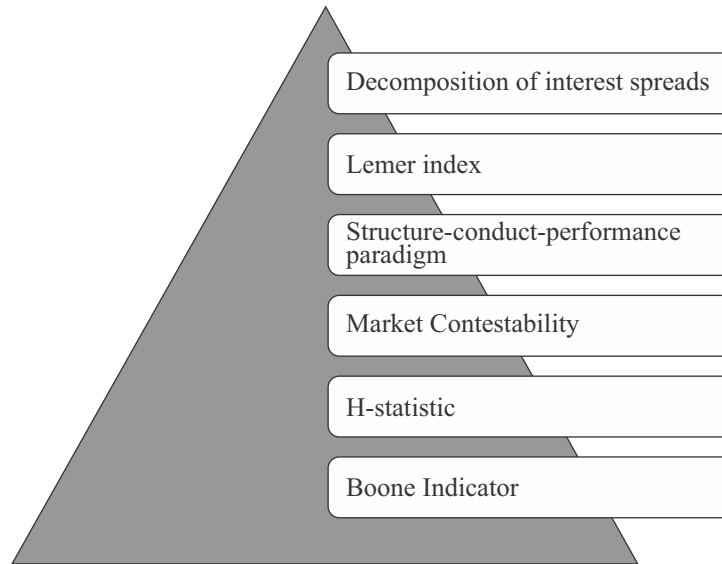 Decomposition of interest spreads
Lemer index
Structure-conduct-performance
paradigm
Market Contestability
H-statistic
Boone Indicator